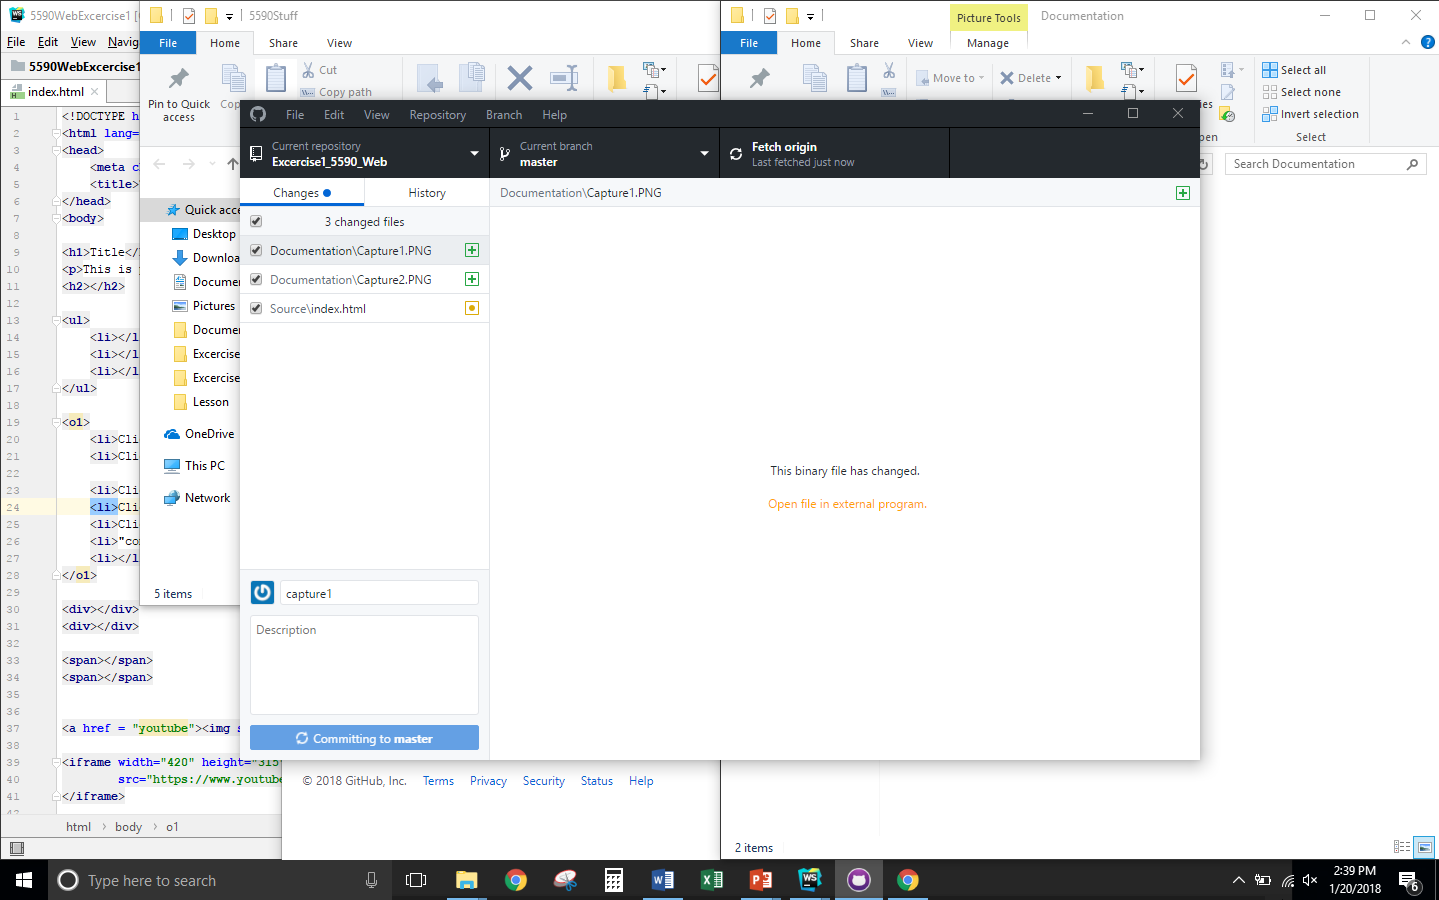 5590WebExcercise1 [
File Edit View Navig
5590WebExcercise1
index.html
1 <!DOCTYPE h
2 <html lang=
3 <head>
4 <meta c
5 <title>
6 </head>
7 <body>
8
9 <h1>Title</
10 <p>This is
11 <h2></h2>
12
13 <ul>
14 <li></l
15 <li></l
16 <li></l
17 </ul>
18
19 <o1>
20 <li>Cli
21 <li>Cli
22
23 <li>Cli
24 <li>Cli
25 <li>Cli
26 <li>"co
27 <li></l
28 </o1>
29
30 <div></div>
31 <div></div>
32
33 <span></span>
34 <span></span>
35
36
37 <a href = "youtube"><img s
38
39 <iframe width="420" height="315"
40 src="https://www.youtube
41 </iframe>
42
html › body › o1
5590Stuff
File Home Share View
Pin to Quick access
Cop
Cut
Copy path
Quick acce
Desktop
Downloa
Documen
Pictures
Documen
Excercise
Excercise
Lesson
OneDrive
This PC
Network
5 items
Picture Tools
Documentation
File Home Share View Manage
Move to
Delete
Select all
Select none
Invert selection
Select
ies
pen
Search Documentation
2 items
File Edit View Repository Branch Help
Current repository
Excercise1_5590_Web
Current branch
master
Fetch origin
Last fetched just now
Changes History
Documentation\Capture1.PNG
3 changed files
Documentation\Capture1.PNG
Documentation\Capture2.PNG
Source\index.html
This binary file has changed.
Open file in external program.
capture1
Description
Committing to master
© 2018 GitHub, Inc. Terms Privacy Security Status Help
Type here to search
2:39 PM
1/20/2018
6